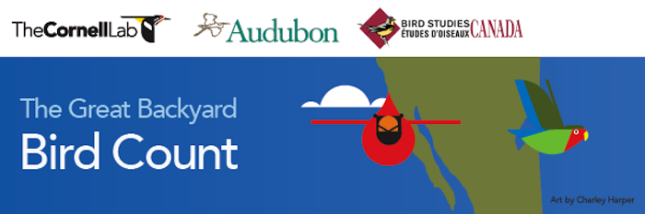 TheCornellLab
Audubon
BIRD STUDIES
ÉTUDES D'OISEAUX CANADA
The Great Backyard
Bird Count
Art by Charley Harper